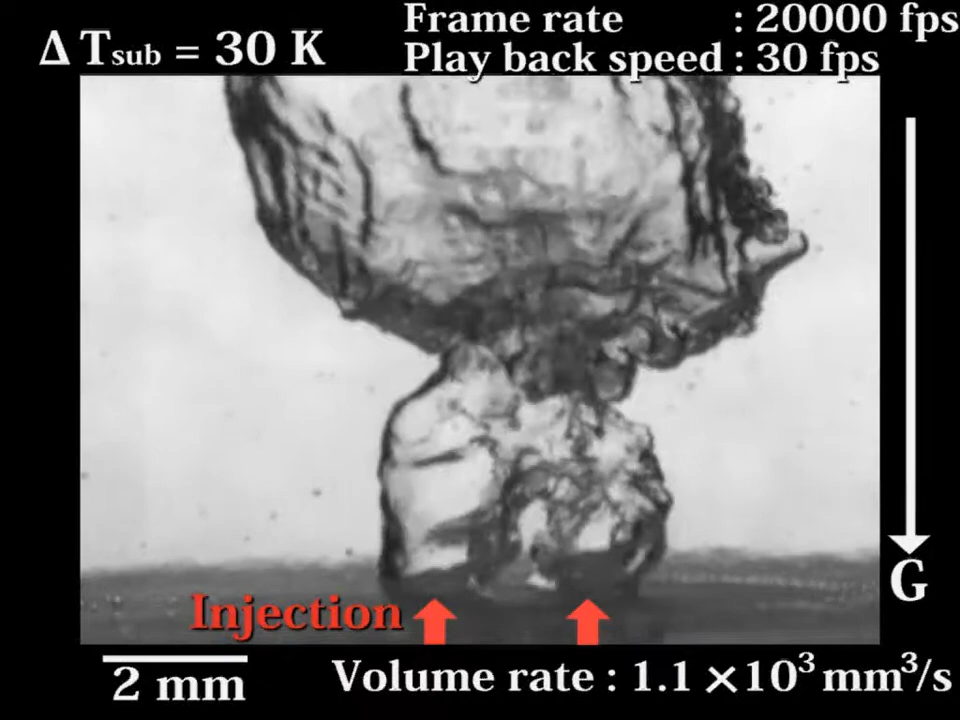 Δ Tsub = 30 K
Frame rate : 20000 fps
Play back speed : 30 fps
G
Injection
2 mm
Volume rate : 1.1 ×10³ mm³/s